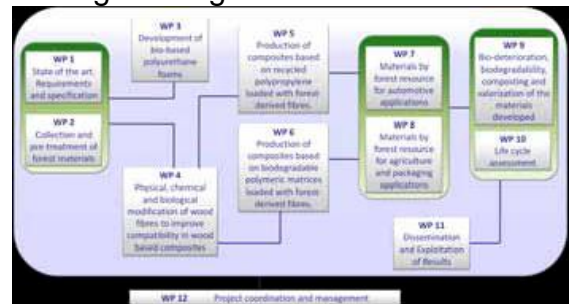 WP 1
State of the art.
Requirements
and specification
WP 2
Collection and
pre treatment of
forest materials
WP 3
Development of
bio-based
polyurethane
foams
WP 4
Physical, chemical
and biological
modification of wood
fibres to improve
compatibility in wood
based composites
WP 5
Production of
composites based
on recycled
polypropylene
loaded with forest
derived fibres.
WP 6
Production of
composites based
on biodegradable
polymeric matrices
loaded with forest
derived fibres.
WP 7
Materials by
forest resource
for automotive
applications
WP 8
Materials by
forest resource
for agriculture
and packaging
applications
WP 9
Bio-deterioration,
biodegradability,
composting and
valorization of the
materials
developed
WP 10
Life cycle
assessment
WP 11
Dissemination
and Exploitation
of Results
WP 12 Project coordination and management